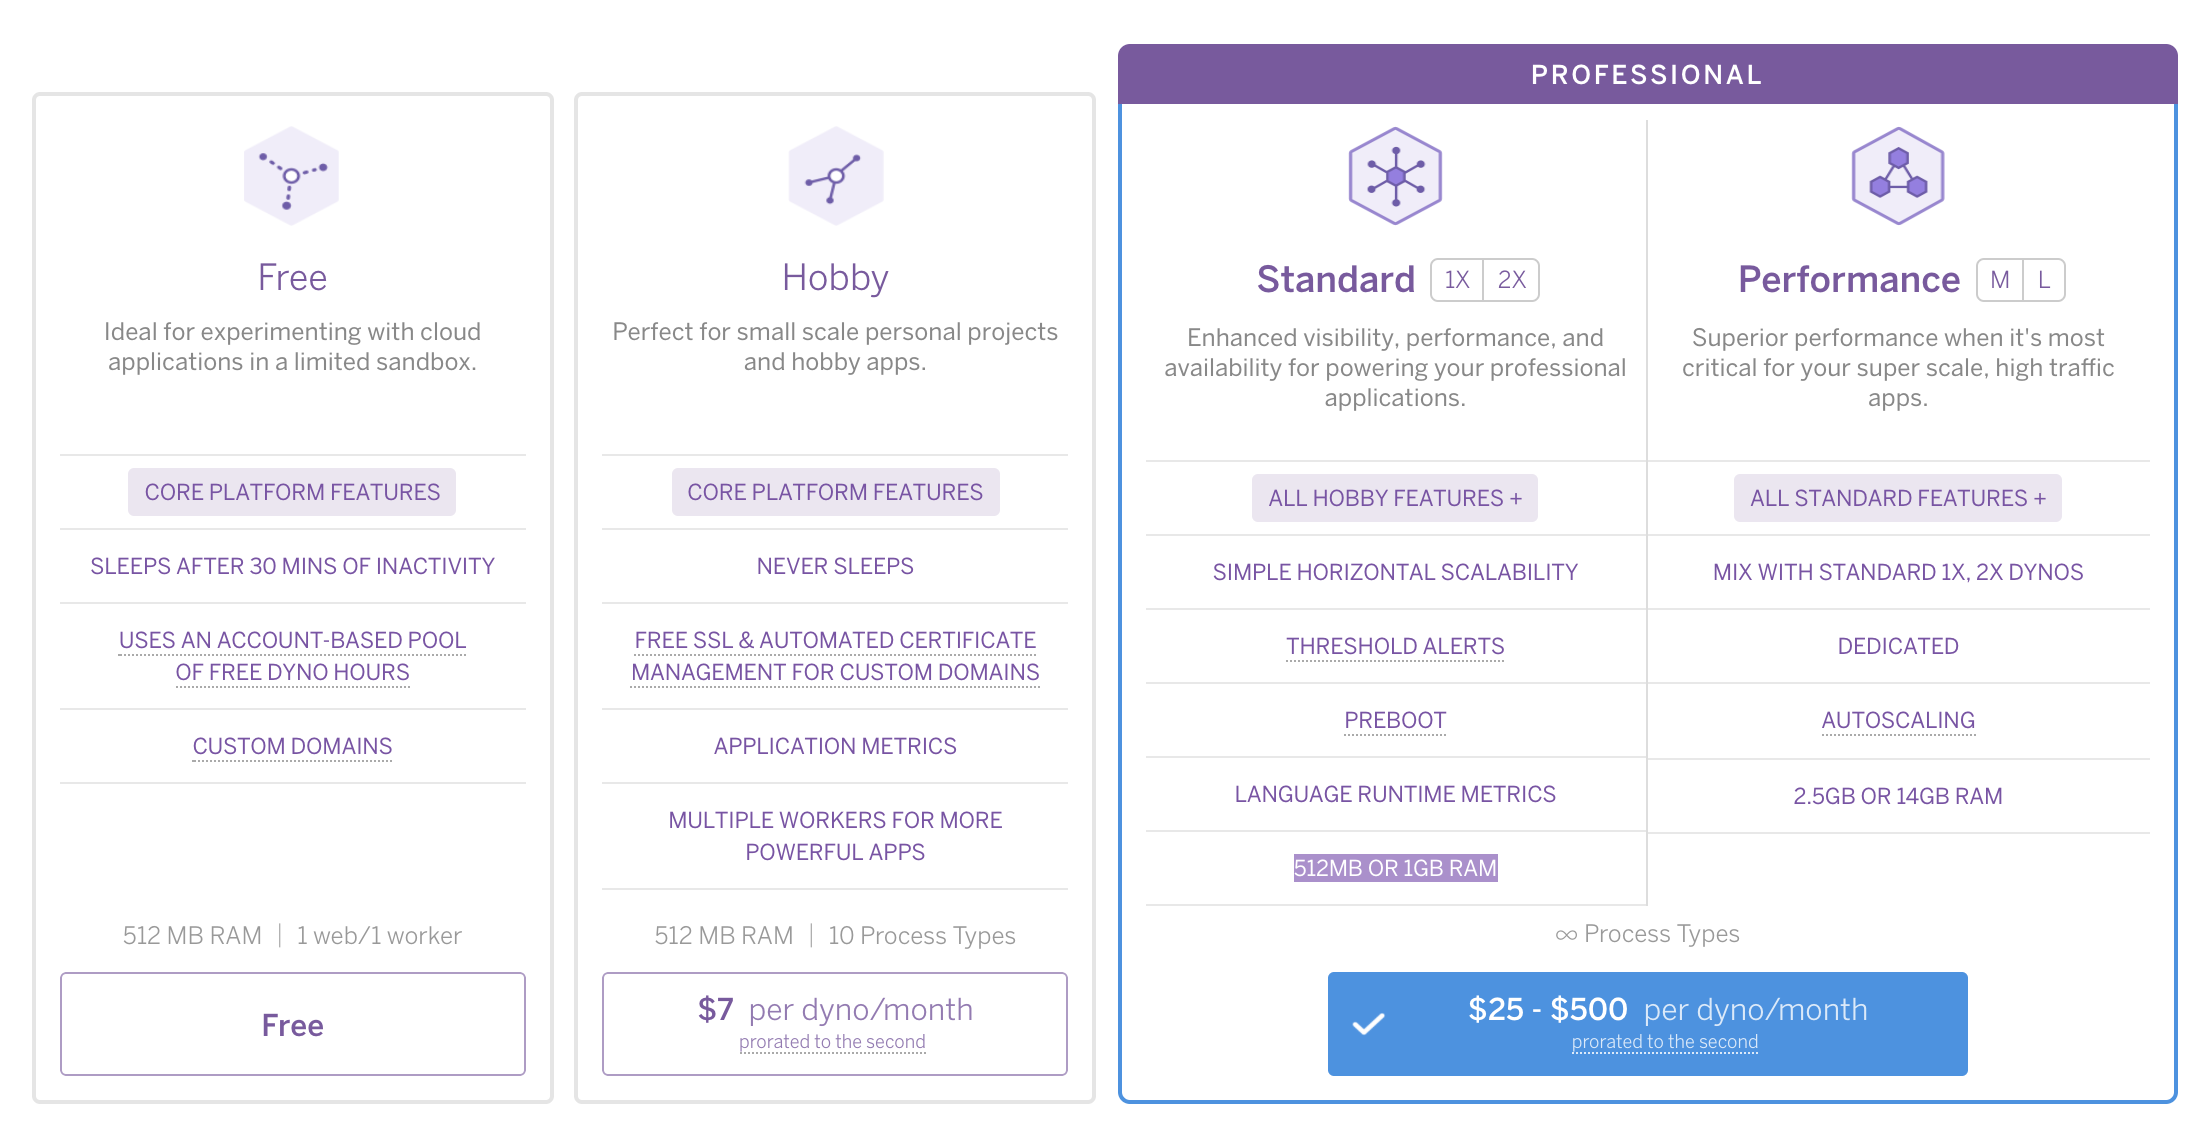 Free
Ideal for experimenting with cloud
applications in a limited sandbox.
CORE PLATFORM FEATURES
SLEEPS AFTER 30 MINS OF INACTIVITY
USES AN ACCOUNT-BASED POOL
OF FREE DYNO HOURS
CUSTOM DOMAINS
512 MB RAM | 1 web/1 worker
Free
Hobby
Perfect for small scale personal projects
and hobby apps.
CORE PLATFORM FEATURES
NEVER SLEEPS
FREE SSL & AUTOMATED CERTIFICATE
MANAGEMENT FOR CUSTOM DOMAINS
APPLICATION METRICS
MULTIPLE WORKERS FOR MORE
POWERFUL APPS
512 MB RAM | 10 Process Types
$7 per dyno/month
prorated to the second
PROFESSIONAL
Standard 1X 2X
Enhanced visibility, performance, and
availability for powering your professional
applications.
ALL HOBBY FEATURES +
SIMPLE HORIZONTAL SCALABILITY
THRESHOLD ALERTS
PREBOOT
LANGUAGE RUNTIME METRICS
512MB OR 1GB RAM
Performance M L
Superior performance when it's most
critical for your super scale, high traffic
apps.
ALL STANDARD FEATURES +
MIX WITH STANDARD 1X, 2X DYNOS
DEDICATED
AUTOSCALING
2.5GB OR 14GB RAM
∞ Process Types
$25 - $500 per dyno/month
prorated to the second